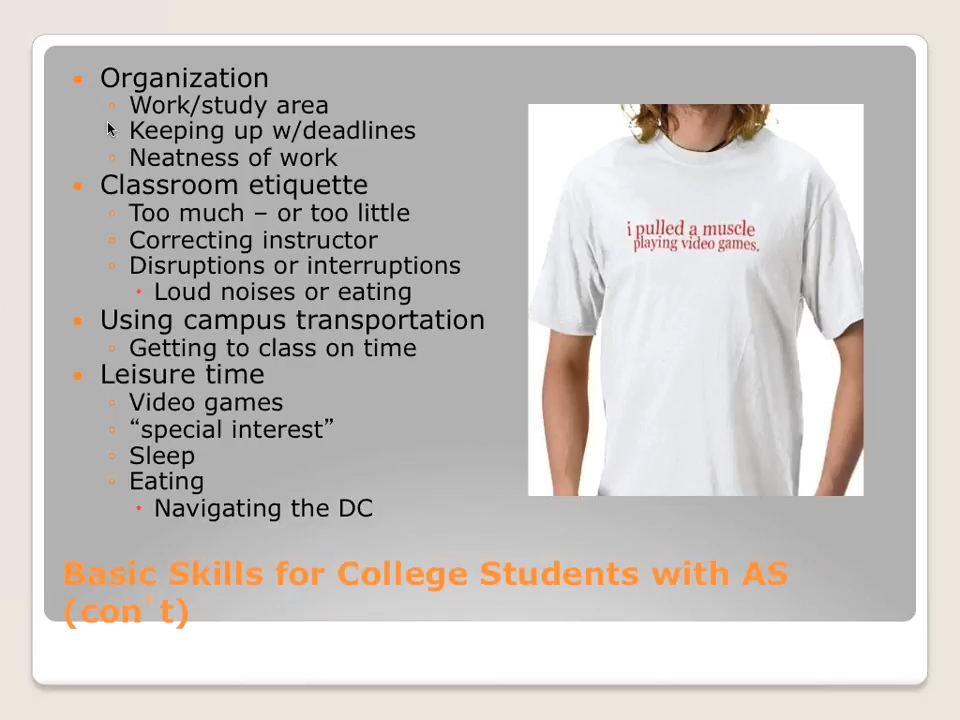 Organization
Work/study area
Keeping up w/deadlines
Neatness of work
Classroom etiquette
Too much – or too little
Correcting instructor
Disruptions or interruptions
Loud noises or eating
Using campus transportation
Getting to class on time
Leisure time
Video games
“special interest”
Sleep
Eating
Navigating the DC
i pulled a muscle
playing video games.
Basic Skills for College Students with AS
(con’t)